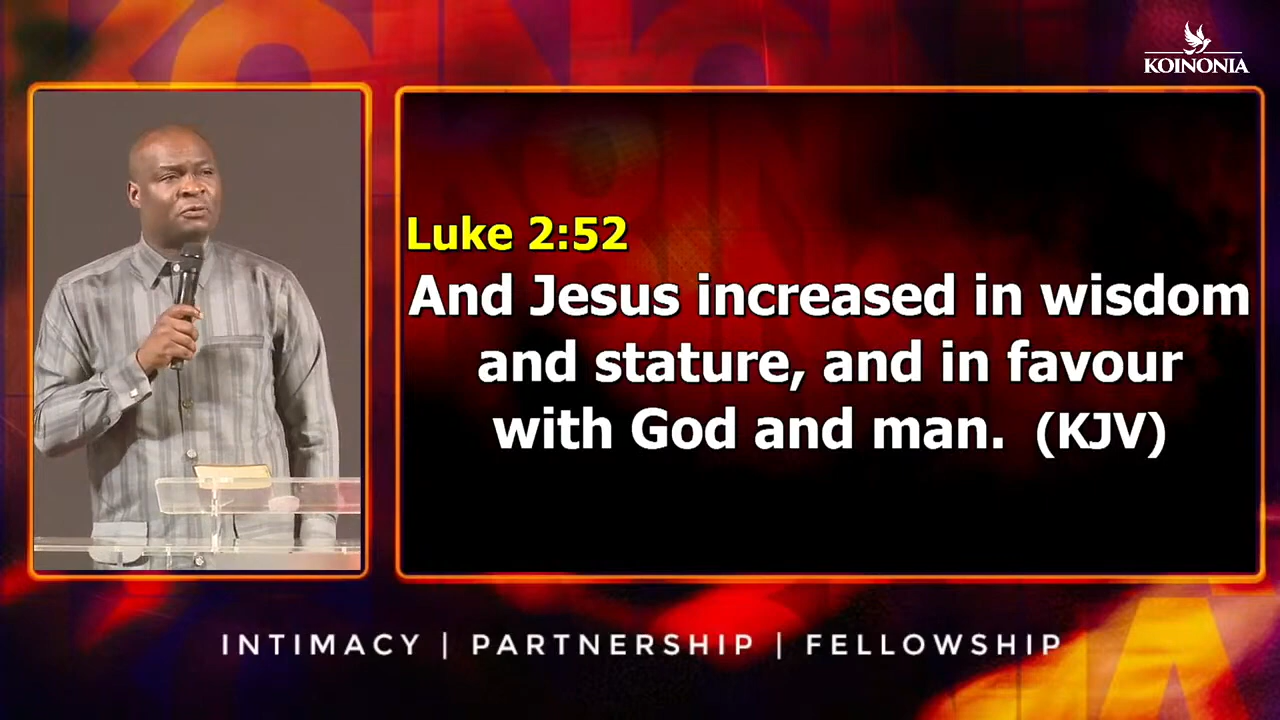 KOINONIA
Luke 2:52
And Jesus increased in wisdom
and stature, and in favour
with God and man. (KJV)
INTIMACY | PARTNERSHIP | FELLOWSHIP